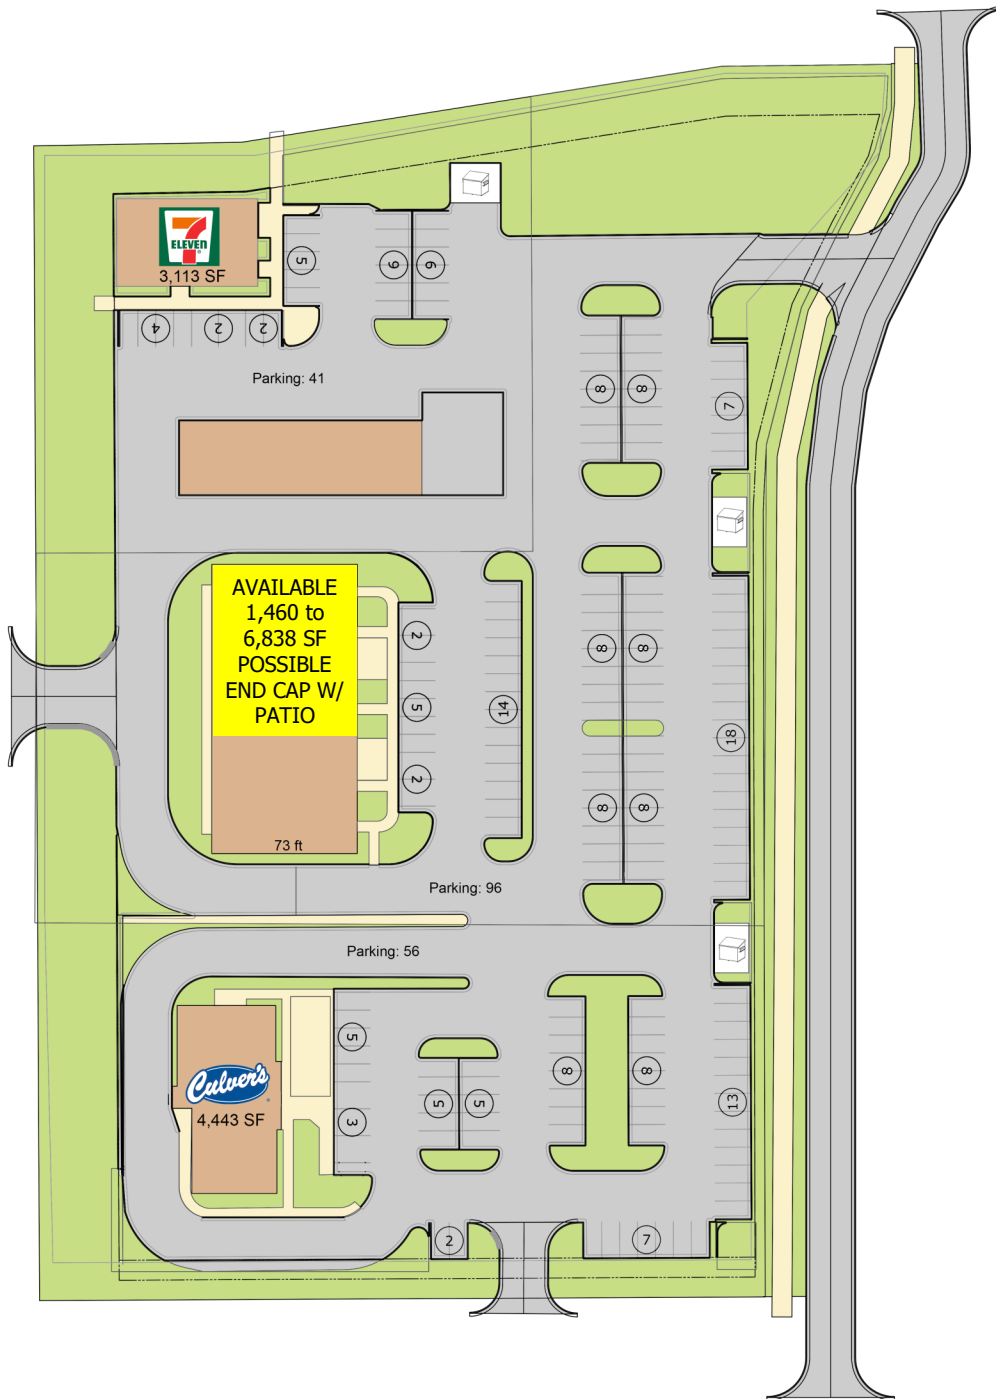 7
ELEVEN
3,113 SF
5
6
6
4
2
2
Parking: 41
8
8
7
AVAILABLE
1,460 to
6,838 SF
POSSIBLE
END CAP W/
PATIO
2
5
2
14
8
8
18
8
8
73 ft
Parking: 96
Parking: 56
Culver's
4,443 SF
5
3
5
5
8
8
13
2
7